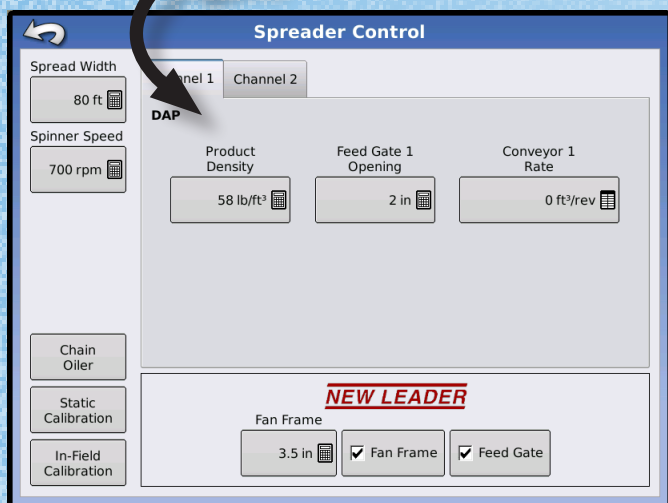 Spreader Control
Spread Width
80 ft
Spinner Speed
700 rpm
Channel 2
DAP
Product
Density
58 lb/ft³
Feed Gate 1
Opening
2 in
Conveyor 1
Rate
0 ft³/rev
Chain
Oiler
Static
Calibration
In-Field
Calibration
NEW LEADER
Fan Frame
3.5 in
Fan Frame
Feed Gate